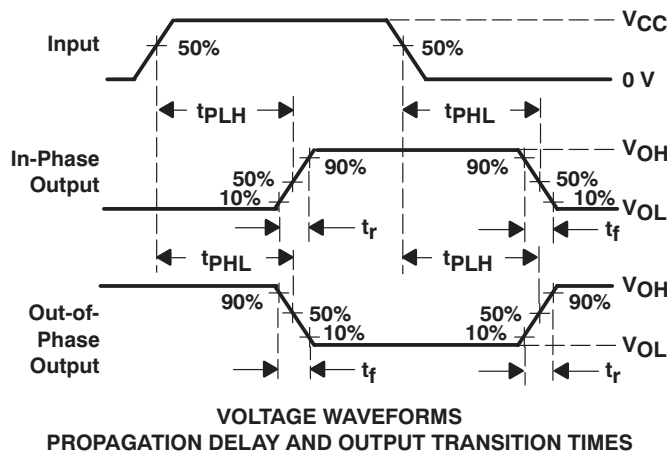 Input
50%
50%
VCC
0 V
tPLH
tPHL
In-Phase
Output
50%
10%
90%
90%
50%
10%
VOH
VOL
tr
tf
tPHL
tPLH
Out-of-
Phase
Output
90%
50%
10%
10%
50%
90%
VOH
VOL
tf
tr
VOLTAGE WAVEFORMS
PROPAGATION DELAY AND OUTPUT TRANSITION TIMES